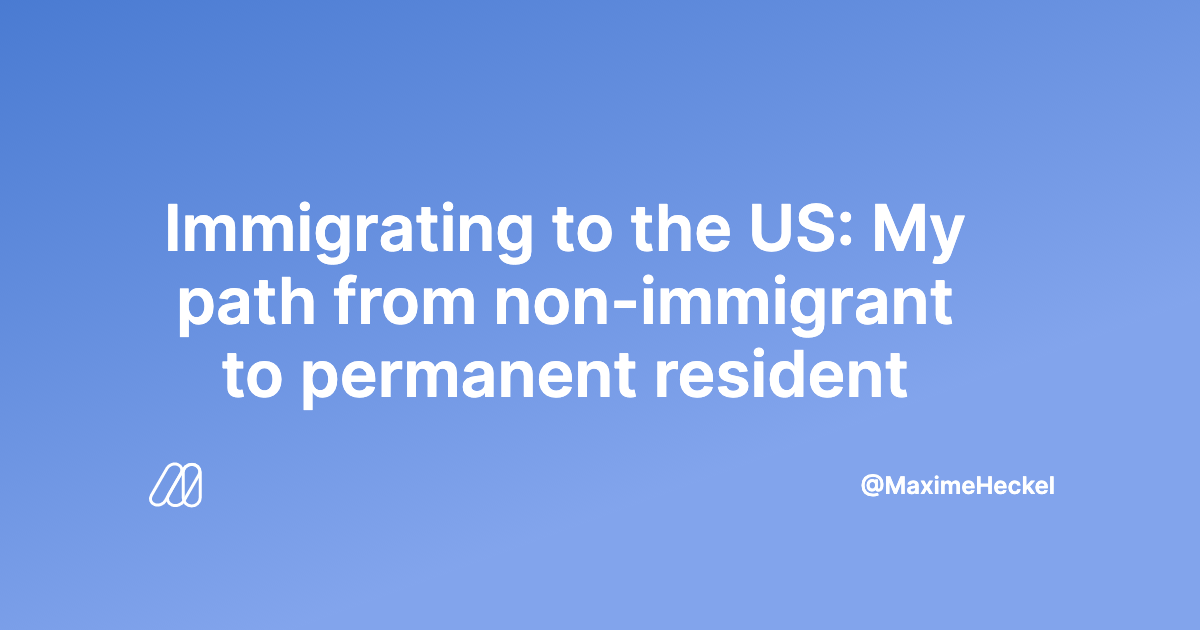 Immigrating to the US: My
path from non-immigrant
to permanent resident
@MaximeHeckel